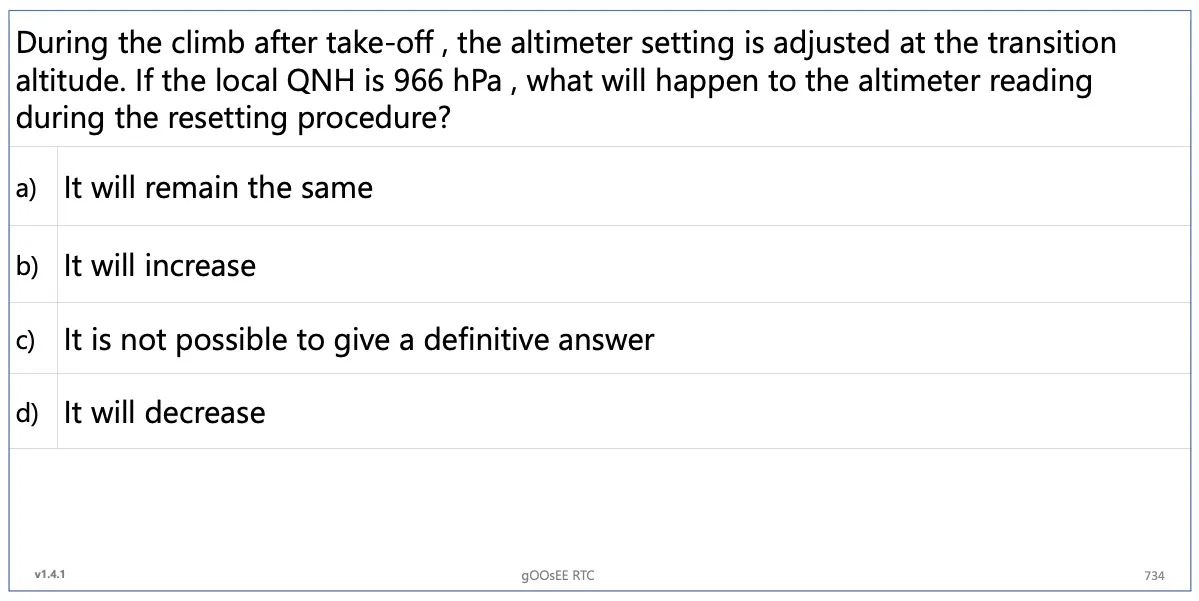 During the climb after take-off , the altimeter setting is adjusted at the transition
altitude. If the local QNH is 966 hPa , what will happen to the altimeter reading
during the resetting procedure?
a) It will remain the same
b) It will increase
c) It is not possible to give a definitive answer
d) It will decrease
v1.4.1 gOOsEE RTC 734